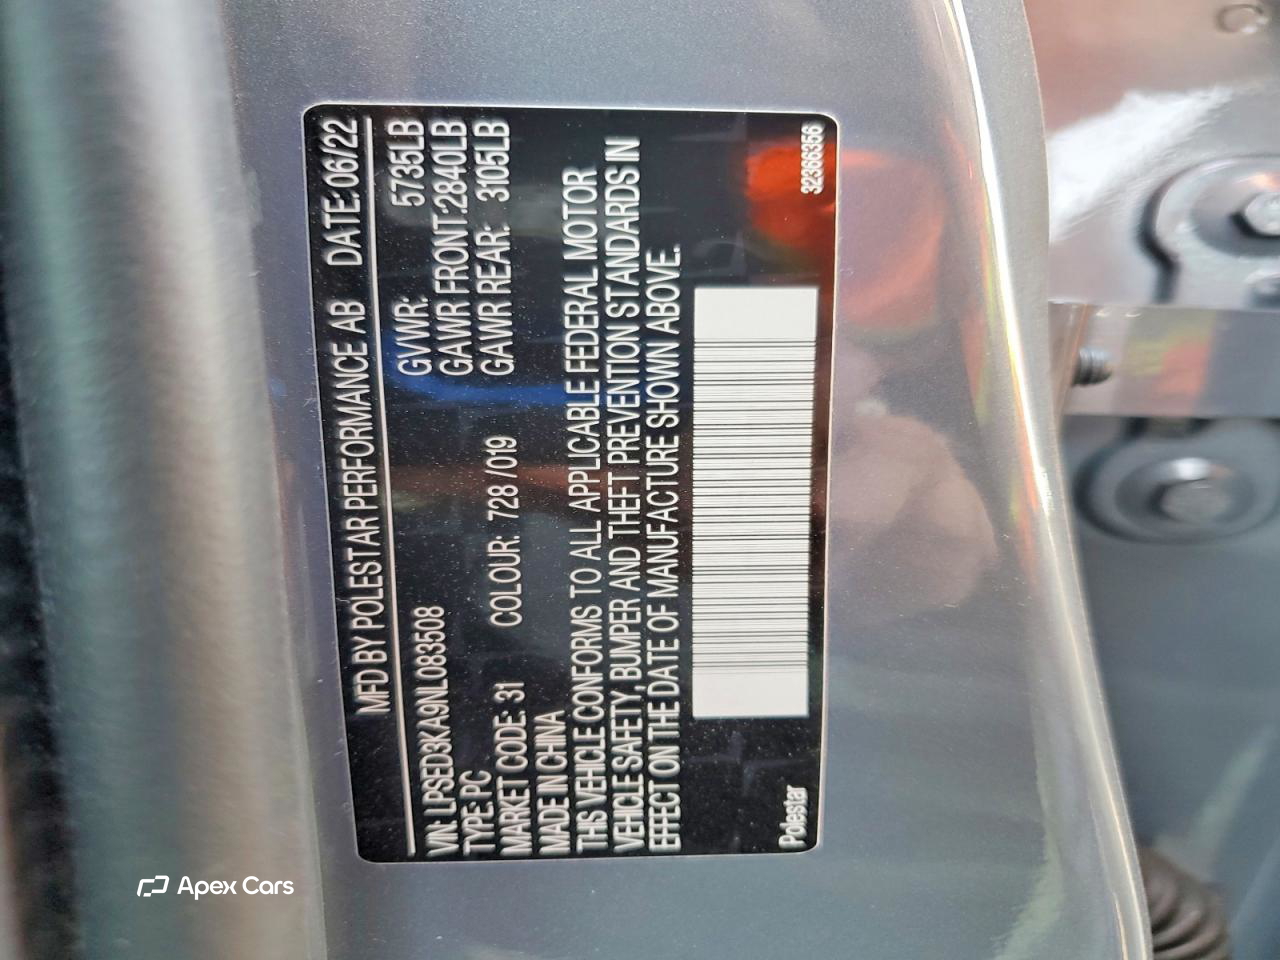 MFD BY POLESTAR PERFORMANCE AB DATE:06/22
VIN: LPSED3KA9NL083508 GVWR: 5735LB
TYPE: PC GAWR FRONT:2840LB
MARKET CODE: 31 COLOUR: 728 /019 GAWR REAR: 3105LB
MADE IN CHINA
THIS VEHICLE CONFORMS TO ALL APPLICABLE FEDERAL MOTOR
VEHICLE SAFETY, BUMPER AND THEFT PREVENTION STANDARDS IN
EFFECT ON THE DATE OF MANUFACTURE SHOWN ABOVE.
Polestar 32366356
Apex Cars